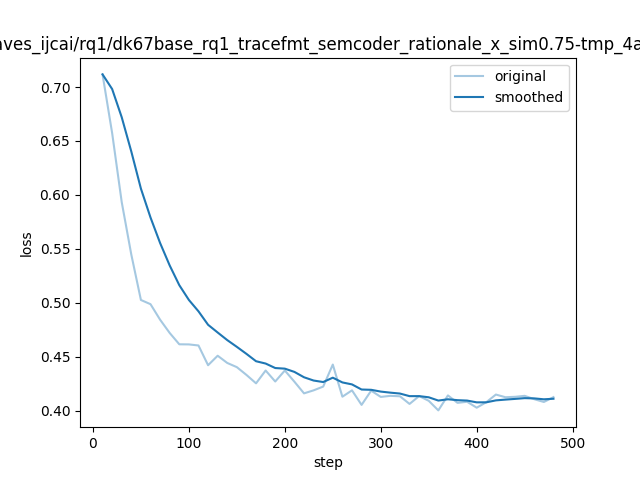 aves_ijcai/rq1/dk67base_rq1_tracefmt_semcoder_rationale_x_sim0.75-tmp_4a
original
smoothed
0.70
0.65
0.60
0.55
0.50
0.45
0.40
loss
0 100 200 300 400 500
step